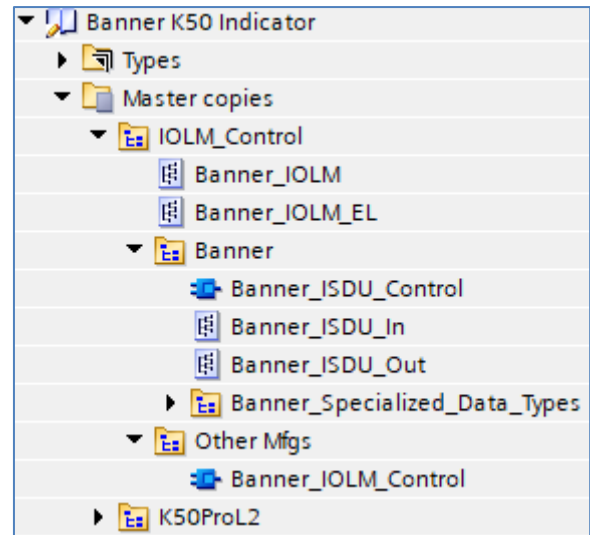 Banner K50 Indicator
Types
Master copies
IOLM_Control
Banner_IOLM
Banner_IOLM_EL
Banner
Banner_ISDU_Control
Banner_ISDU_In
Banner_ISDU_Out
Banner_Specialized_Data_Types
Other Mfgs
Banner_IOLM_Control
K50ProL2